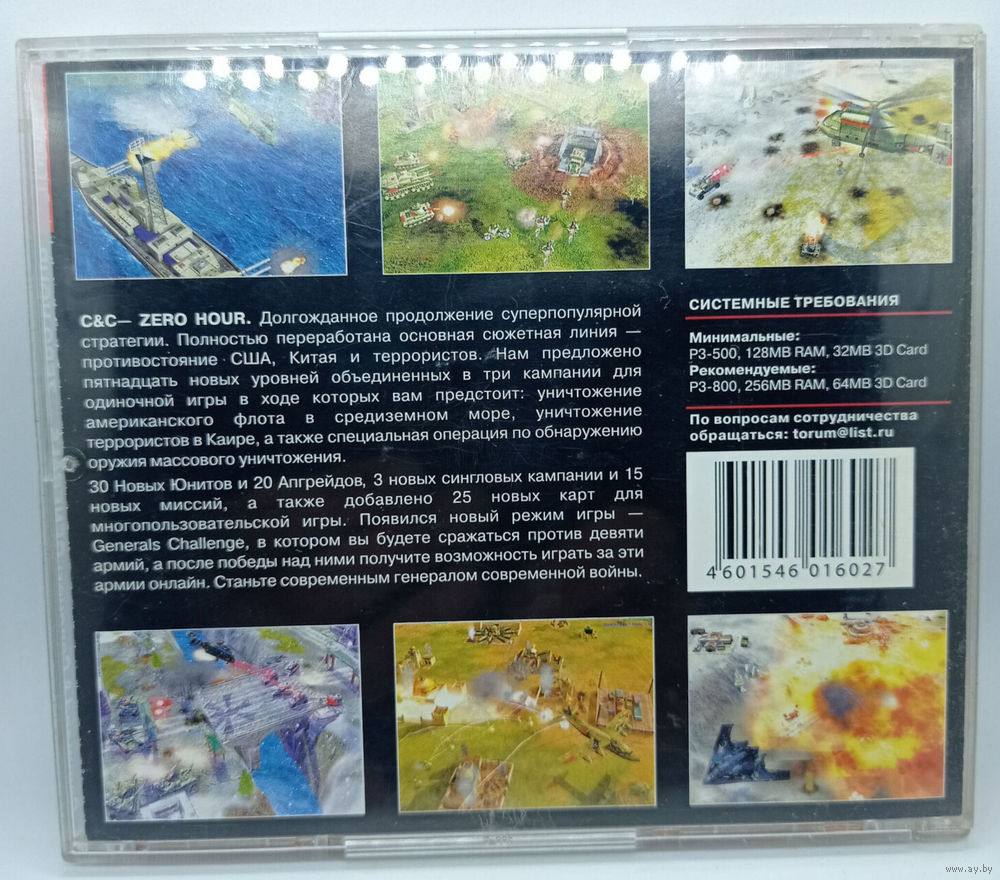 C&C— ZERO HOUR. Долгожданное продолжение суперпопулярной
стратегии. Полностью переработана основная сюжетная линия —
противостояние США, Китая и террористов. Нам предложено
пятнадцать новых уровней объединенных в три кампании для
одиночной игры в ходе которых вам предстоит: уничтожение
американского флота в средиземном море, уничтожение
террористов в Каире, а также специальная операция по обнаружению
оружия массового уничтожения.
30 Новых Юнитов и 20 Апгрейдов, 3 новых сингловых кампании и 15
новых миссий, а также добавлено 25 новых карт для
многопользовательской игры. Появился новый режим игры —
Generals Challenge, в котором вы будете сражаться против девяти
армий, а после победы над ними получите возможность играть за эти
армии онлайн. Станьте современным генералом современной войны.
СИСТЕМНЫЕ ТРЕБОВАНИЯ
Минимальные:
P3-500, 128MB RAM, 32MB 3D Card
Рекомендуемые:
P3-800, 256MB RAM, 64MB 3D Card
По вопросам сотрудничества
обращаться: torum@list.ru
4 601546 016027
www.ay.by